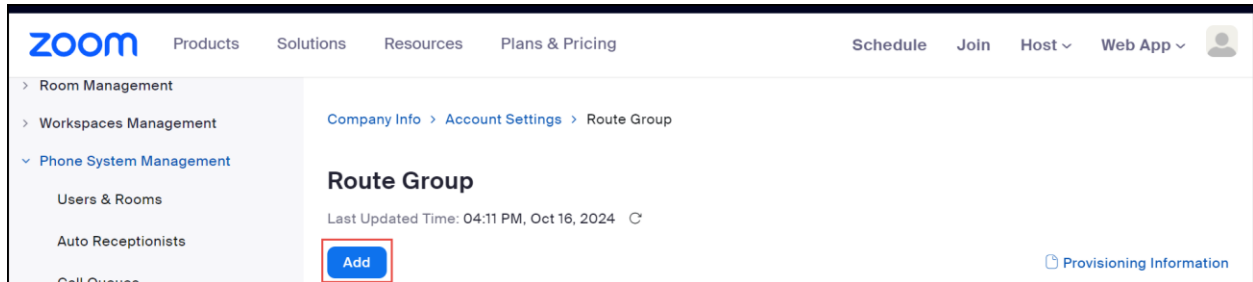 zoom Products Solutions Resources Plans & Pricing Schedule Join Host Web App
Room Management
Workspaces Management
Phone System Management
Users & Rooms
Auto Receptionists
Call Queues
Company Info > Account Settings > Route Group
Route Group
Last Updated Time: 04:11 PM, Oct 16, 2024
Add
Provisioning Information